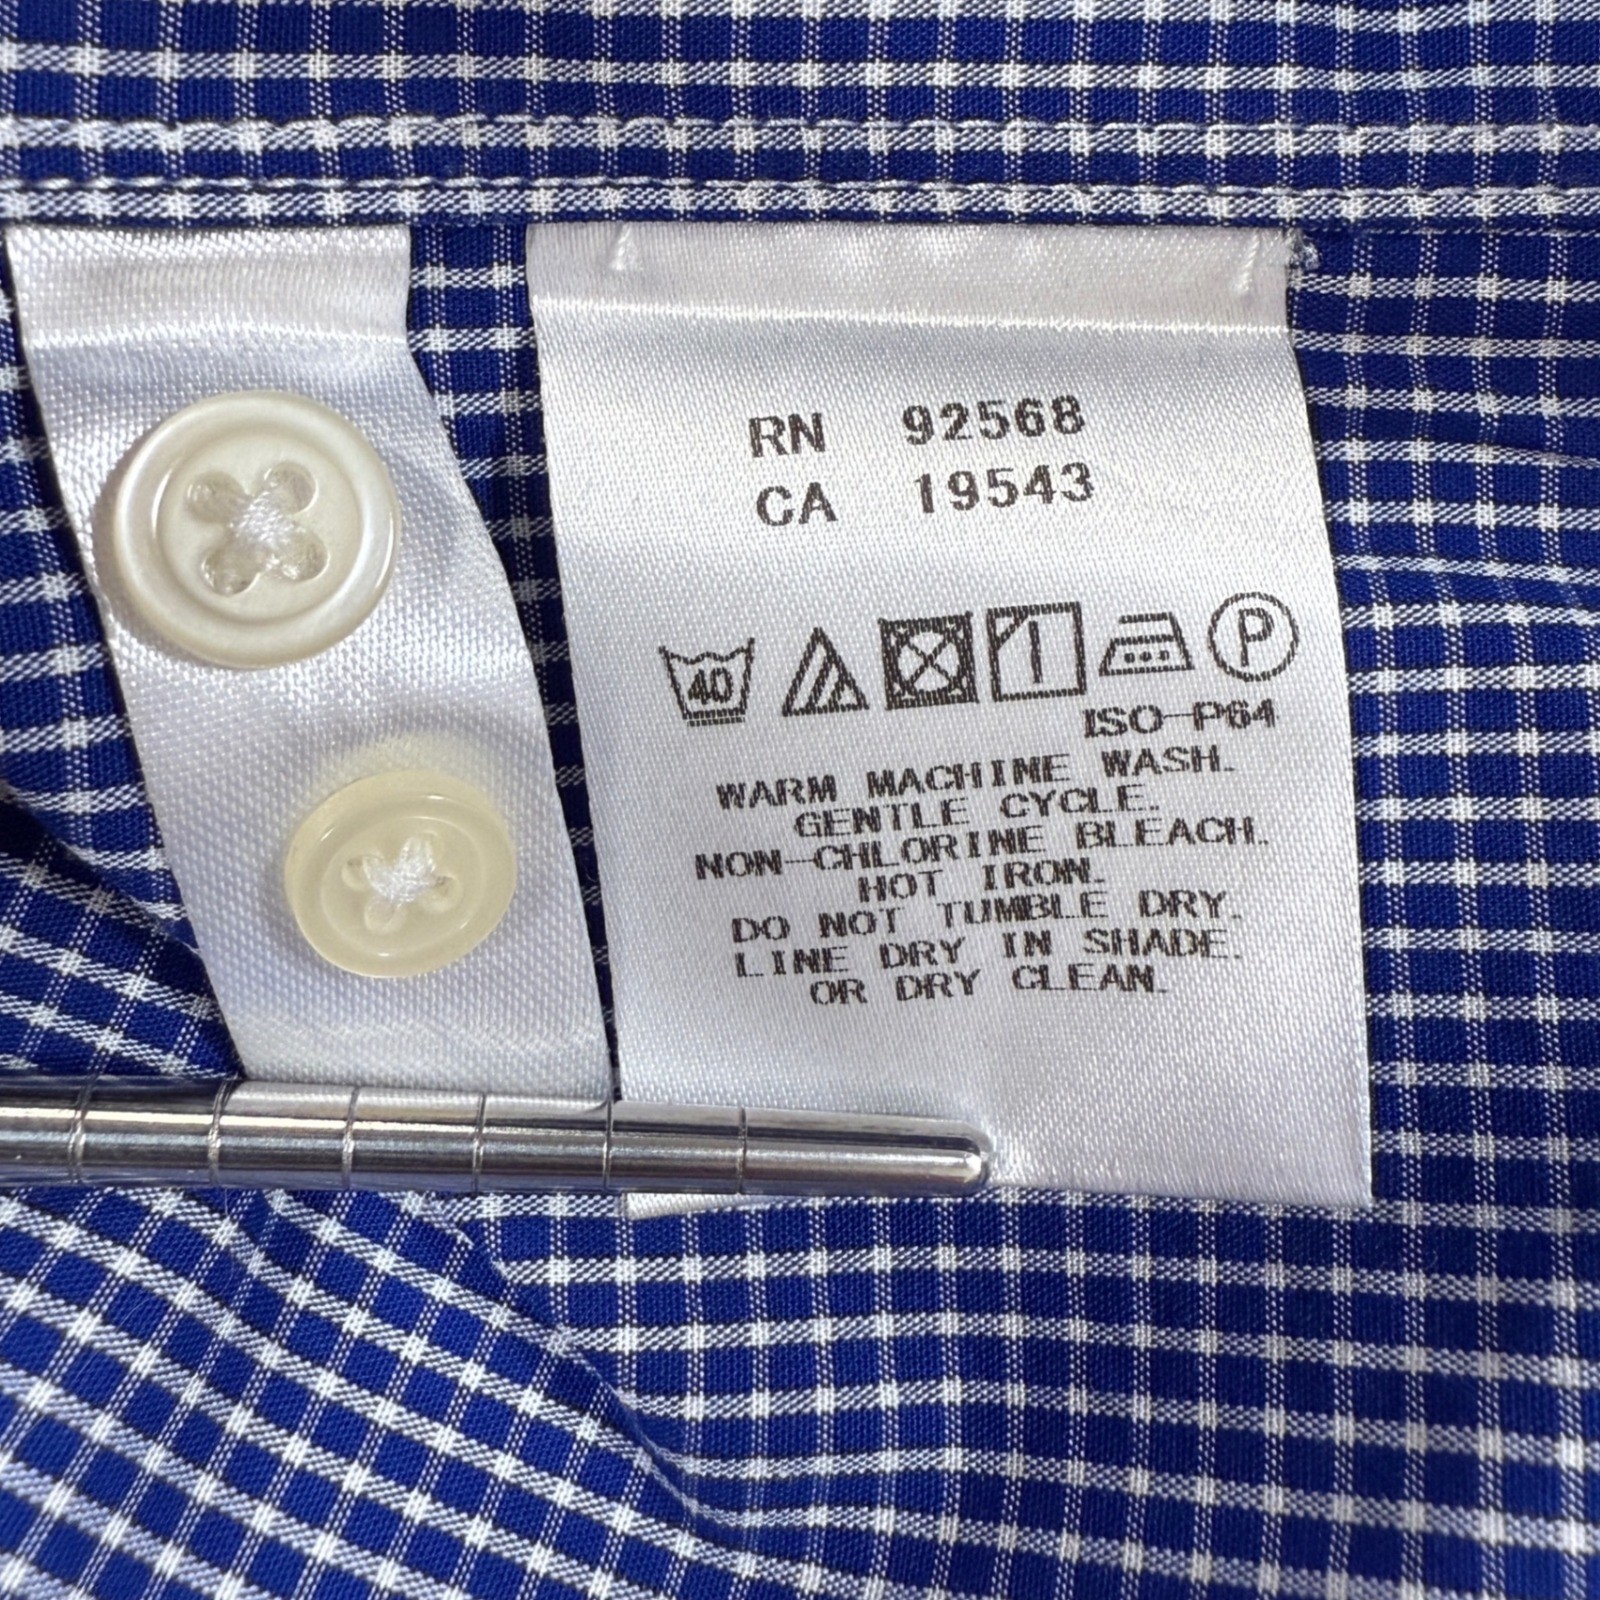 RN 92568
CA 19543
40 P
ISO-P64
WARM MACHINE WASH.
GENTLE CYCLE.
NON-CHLORINE BLEACH.
HOT IRON.
DO NOT TUMBLE DRY.
LINE DRY IN SHADE.
OR DRY CLEAN.